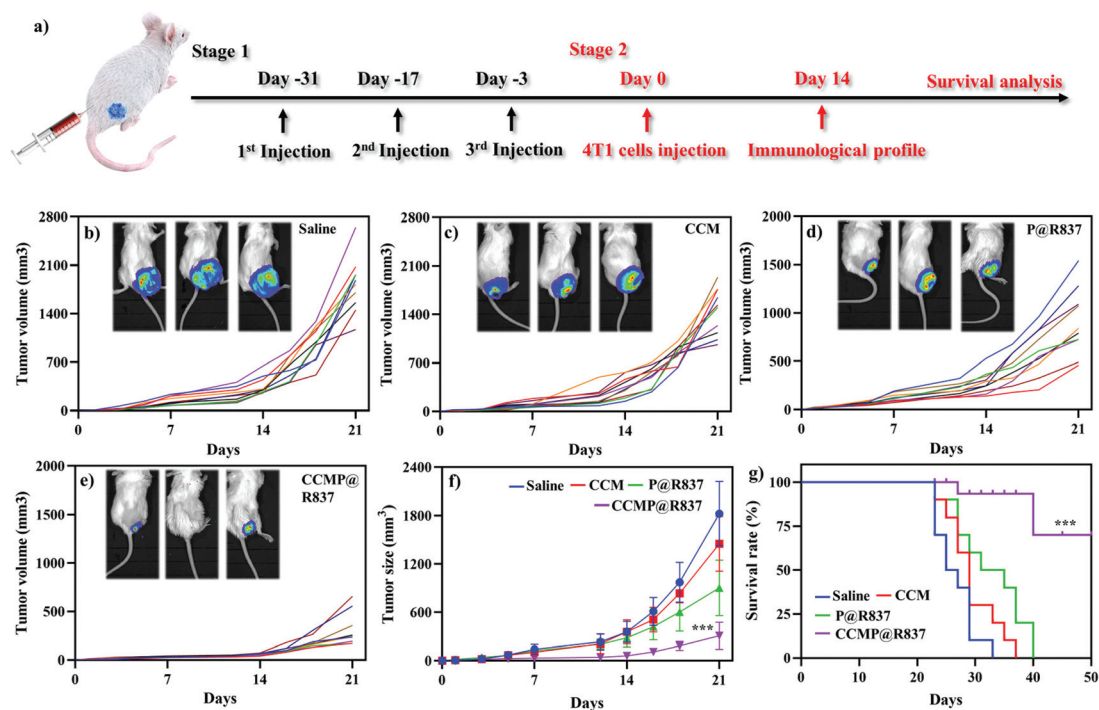 a)
Stage 1
Stage 2
Day -31
Day -17
Day -3
Day 0
Day 14
Survival analysis
1st Injection
2nd Injection
3rd Injection
4T1 cells injection
Immunological profile
b)
Saline
Tumor volume (mm3)
2800
2100
1400
700
0
0 7 14 21
Days
c)
CCM
Tumor volume (mm3)
2800
2100
1400
700
0
0 7 14 21
Days
d)
P@R837
Tumor volume (mm3)
2000
1500
1000
500
0
0 7 14 21
Days
e)
CCMP@
R837
Tumor volume (mm3)
2000
1500
1000
500
0
0 7 14 21
Days
f)
Saline CCM P@R837
CCMP@R837
Tumor size (mm3)
2400
1800
1200
600
0
***
0 7 14 21
Days
g)
Survival rate (%)
100
75
50
25
0
***
Saline CCM
P@R837
CCMP@R837
0 10 20 30 40 50
Days